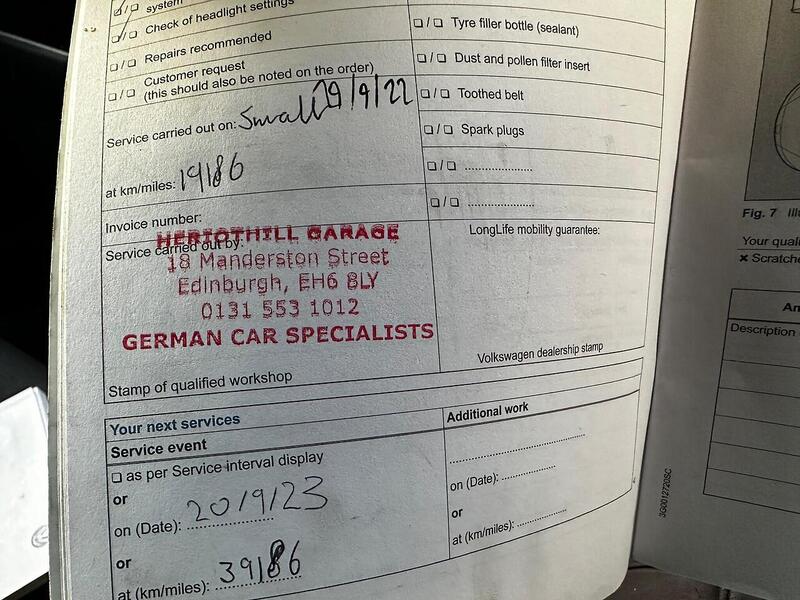 system
Check of headlight settings
Repairs recommended
Customer request
(this should also be noted on the order)
Service carried out on: Small 29/9/22
at km/miles: 19186
Invoice number:
Service carried out by:
HERIOTHILL GARAGE
18 Manderston Street
Edinburgh, EH6 8LY
0131 553 1012
GERMAN CAR SPECIALISTS
Stamp of qualified workshop
Tyre filler bottle (sealant)
Dust and pollen filter insert
Toothed belt
Spark plugs
LongLife mobility guarantee:
Volkswagen dealership stamp
Your next services
Service event
as per Service interval display
or
on (Date): 20/9/23
or
at (km/miles): 39186
Additional work
on (Date):
or
at (km/miles):
3G0012720SC
Fig. 7
Your quali
× Scratche
An
Description